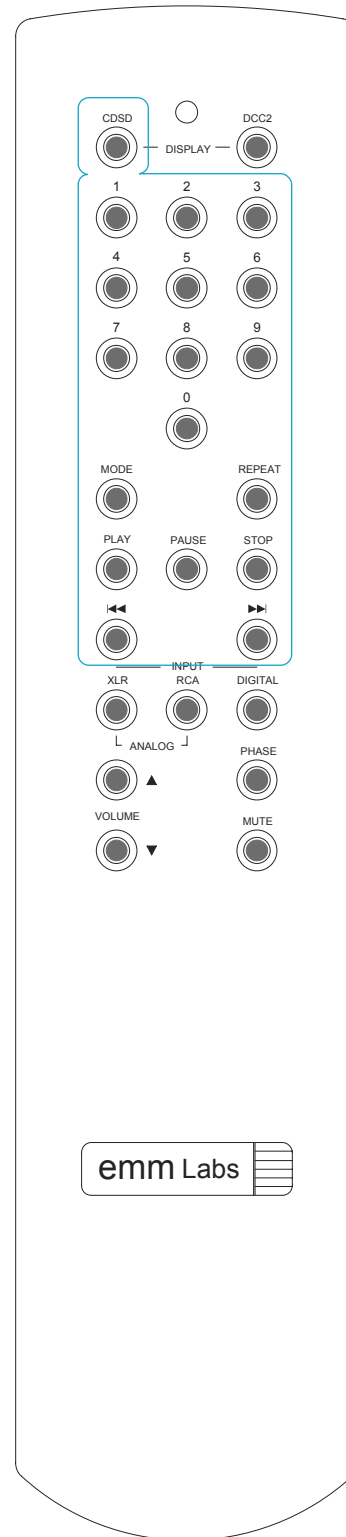 CDSD DCC2
DISPLAY
1 2 3
4 5 6
7 8 9
0
MODE REPEAT
PLAY PAUSE STOP
INPUT
XLR RCA DIGITAL
ANALOG
PHASE
VOLUME MUTE
emm Labs